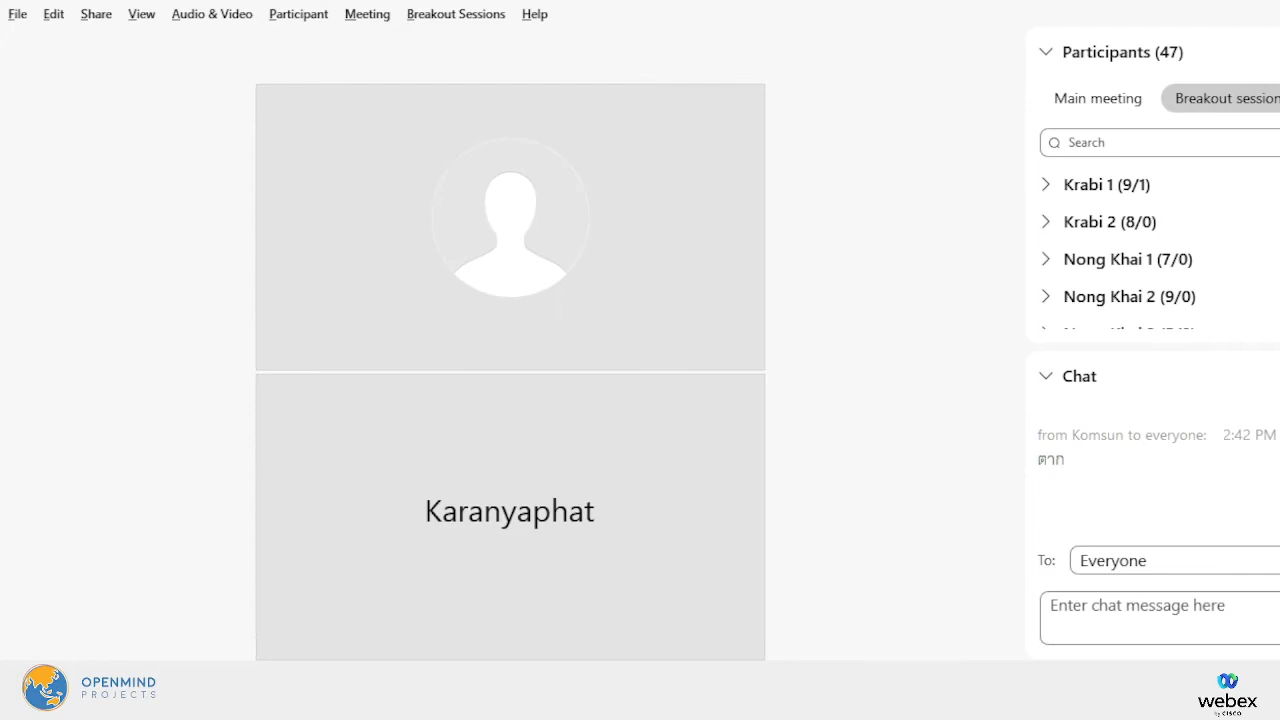 File Edit Share View Audio & Video Participant Meeting Breakout Sessions Help
Participants (47)
Main meeting Breakout session
Search
Krabi 1 (9/1)
Krabi 2 (8/0)
Nong Khai 1 (7/0)
Nong Khai 2 (9/0)
Chat
from Komsun to everyone: 2:42 PM
ตาก
Karanyaphat
To: Everyone
Enter chat message here
OPENMIND
PROJECTS
webex
by CISCO